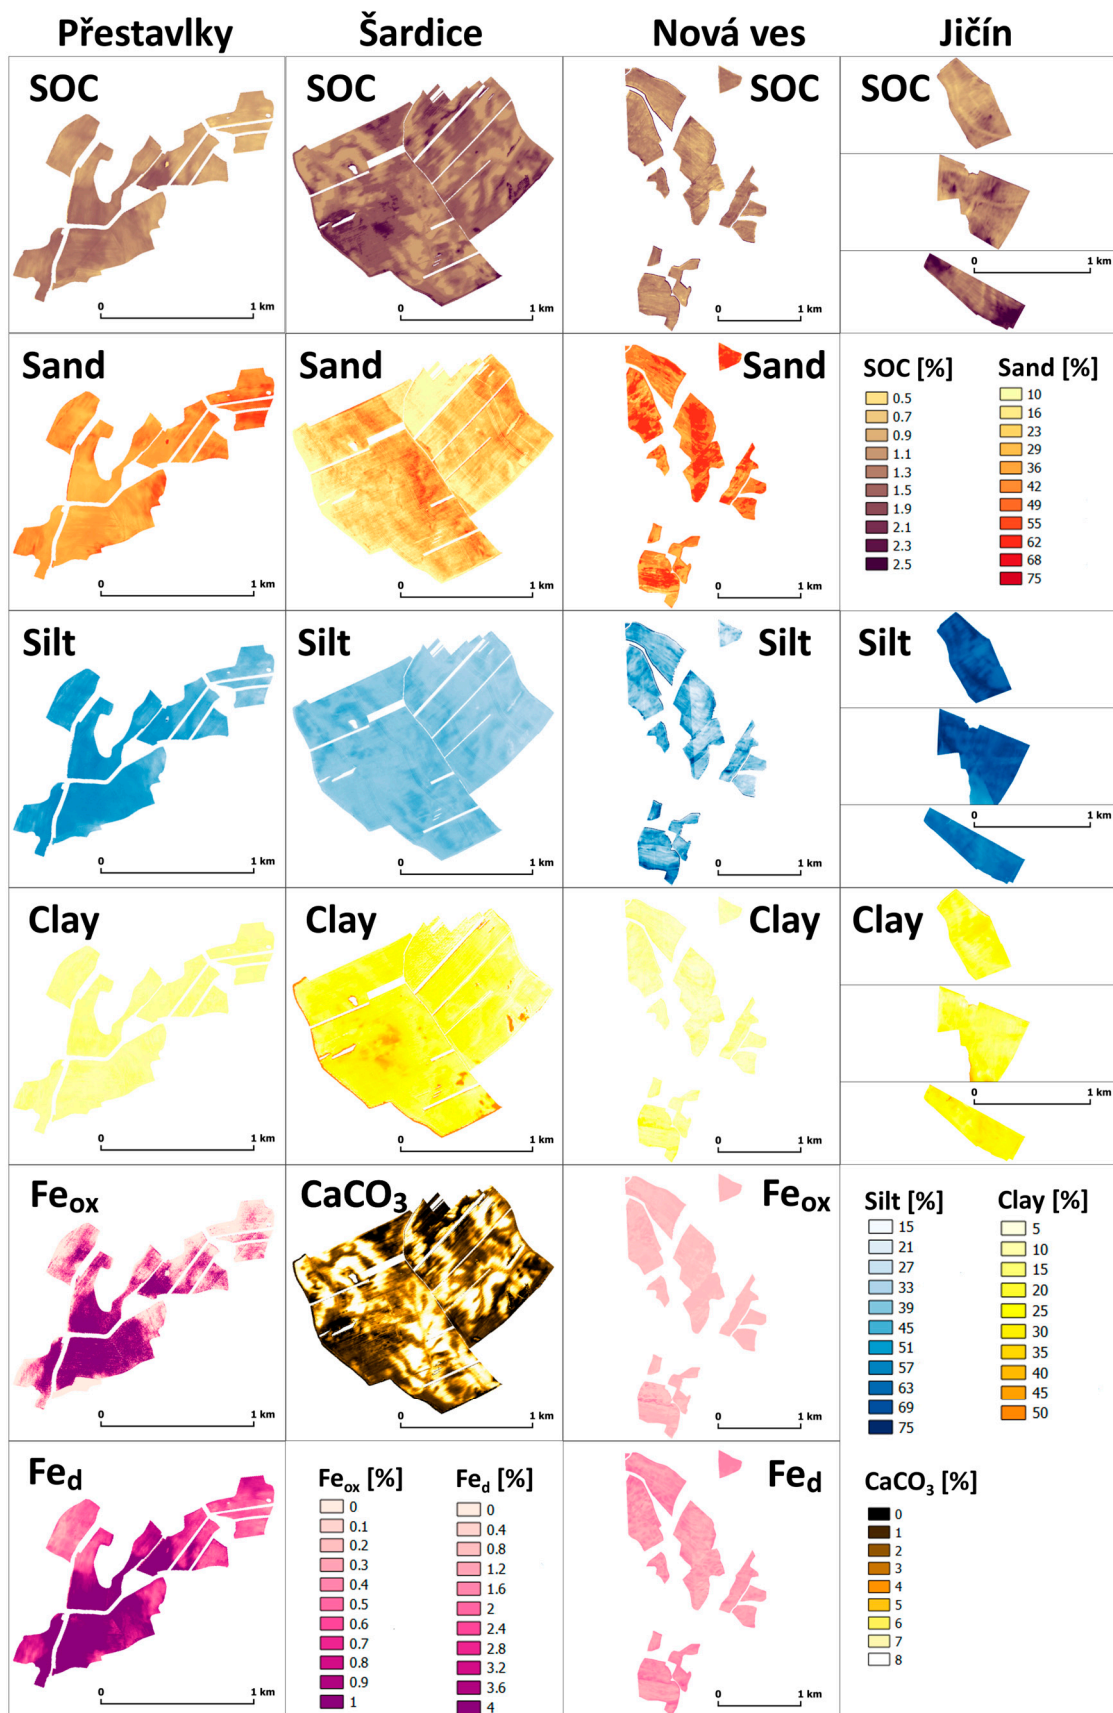 Přestavlky Šardice Nová ves Jičín
SOC SOC SOC SOC
0 1 km
0 1 km
0 1 km
0 1 km
Sand Sand Sand
SOC [%]
0.5
0.7
0.9
1.1
1.3
1.5
1.9
2.1
2.3
2.5
Sand [%]
10
16
23
29
36
42
49
55
62
68
75
0 1 km
0 1 km
0 1 km
Silt Silt Silt Silt
0 1 km
0 1 km
0 1 km
0 1 km
Clay Clay Clay Clay
0 1 km
0 1 km
0 1 km
0 1 km
Feox CaCO3 Feox
Silt [%]
15
21
27
33
39
45
51
57
63
69
75
Clay [%]
5
10
15
20
25
30
35
40
45
50
0 1 km
0 1 km
0 1 km
Fed Fed
Feox [%]
0
0.1
0.2
0.3
0.4
0.5
0.6
0.7
0.8
0.9
1
Fed [%]
0
0.4
0.8
1.2
1.6
2
2.4
2.8
3.2
3.6
4
CaCO3 [%]
0
1
2
3
4
5
6
7
8
0 1 km
0 1 km